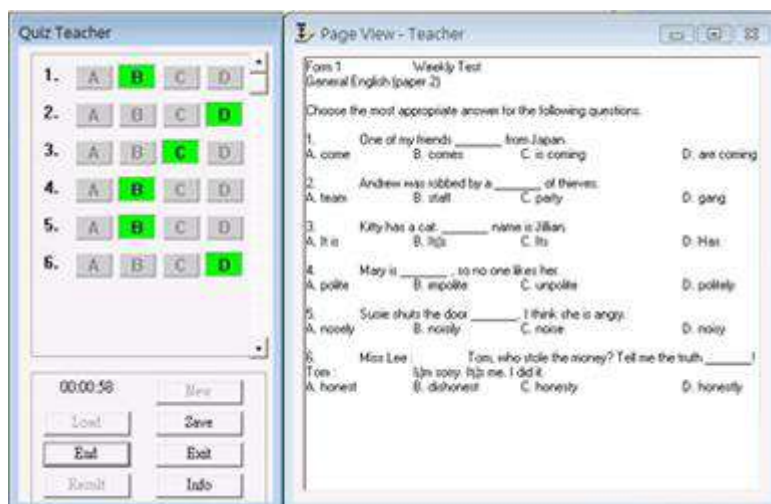 Quiz Teacher
1. A B C D
2. A B C D
3. A B C D
4. A B C D
5. A B C D
6. A B C D
00:00:58
New
Load
Save
End
Exit
Result
Info
Page View - Teacher
Form 1 Weekly Test
General English (paper 2)
Choose the most appropriate answer for the following questions.
1. One of my friends _______ from Japan.
A. come B. comes C. is coming D. are coming
2. Andrew was robbed by a _______ of thieves.
A. team B. staff C. party D. gang
3. Kitty has a cat. _______ name is Jillian.
A. It is B. C. Its D. Has
4. Mary is _______, so no one likes her.
A. polite B. impolite C. unpolite D. politely
5. Susie shuts the door _______. I think she is angry.
A. noisely B. noisily C. noise D. noisy
6. Miss Lee : Tom, who stole the money? Tell me the truth _______!
Tom : sorry. me. I did it.
A. honest B. dishonest C. honesty D. honestly